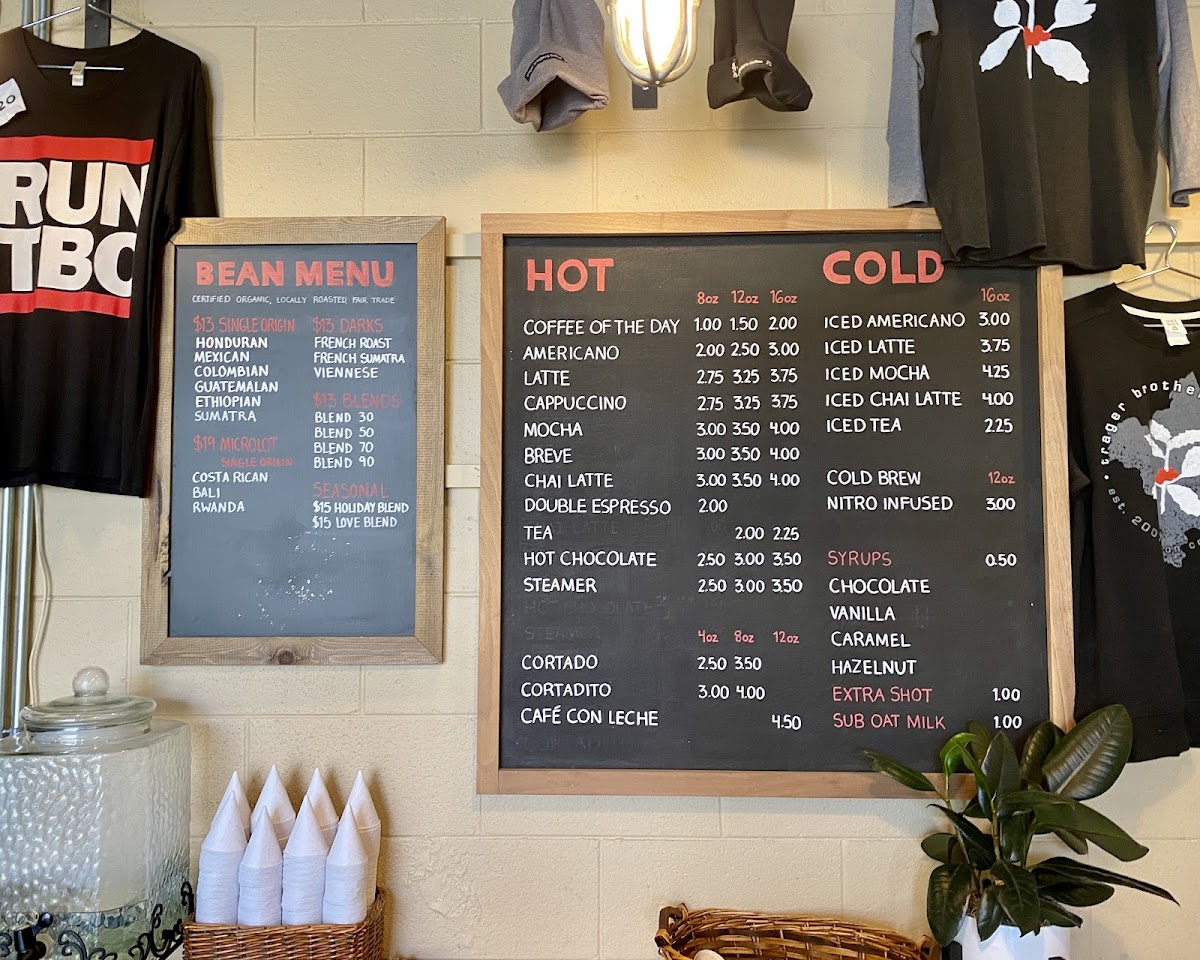 20
RUN
TBC
BEAN MENU
CERTIFIED ORGANIC, LOCALLY ROASTED, FAIR TRADE
$13 SINGLE ORIGIN
HONDURAN
MEXICAN
COLOMBIAN
GUATEMALAN
ETHIOPIAN
SUMATRA
$19 MICROLOT
SINGLE ORIGIN
COSTA RICAN
BALI
RWANDA
$13 DARKS
FRENCH ROAST
FRENCH SUMATRA
VIENNESE
$13 BLENDS
BLEND 30
BLEND 50
BLEND 70
BLEND 90
SEASONAL
$15 HOLIDAY BLEND
$15 LOVE BLEND
HOT
8oz 12oz 16oz
COFFEE OF THE DAY 1.00 1.50 2.00
AMERICANO 2.00 2.50 3.00
LATTE 2.75 3.25 3.75
CAPPUCCINO 2.75 3.25 3.75
MOCHA 3.00 3.50 4.00
BREVE 3.00 3.50 4.00
CHAI LATTE 3.00 3.50 4.00
DOUBLE ESPRESSO 2.00
TEA 2.00 2.25
HOT CHOCOLATE 2.50 3.00 3.50
STEAMER 2.50 3.00 3.50
HOT CHOCOLATE
STEAMER
4oz 8oz 12oz
CORTADO 2.50 3.50
CORTADITO 3.00 4.00
CAFÉ CON LECHE 4.50
COLD
16oz
ICED AMERICANO 3.00
ICED LATTE 3.75
ICED MOCHA 4.25
ICED CHAI LATTE 4.00
ICED TEA 2.25
COLD BREW 12oz
NITRO INFUSED 3.00
SYRUPS 0.50
CHOCOLATE
VANILLA
CARAMEL
HAZELNUT
EXTRA SHOT 1.00
SUB OAT MILK 1.00
trager brothe
est. 200